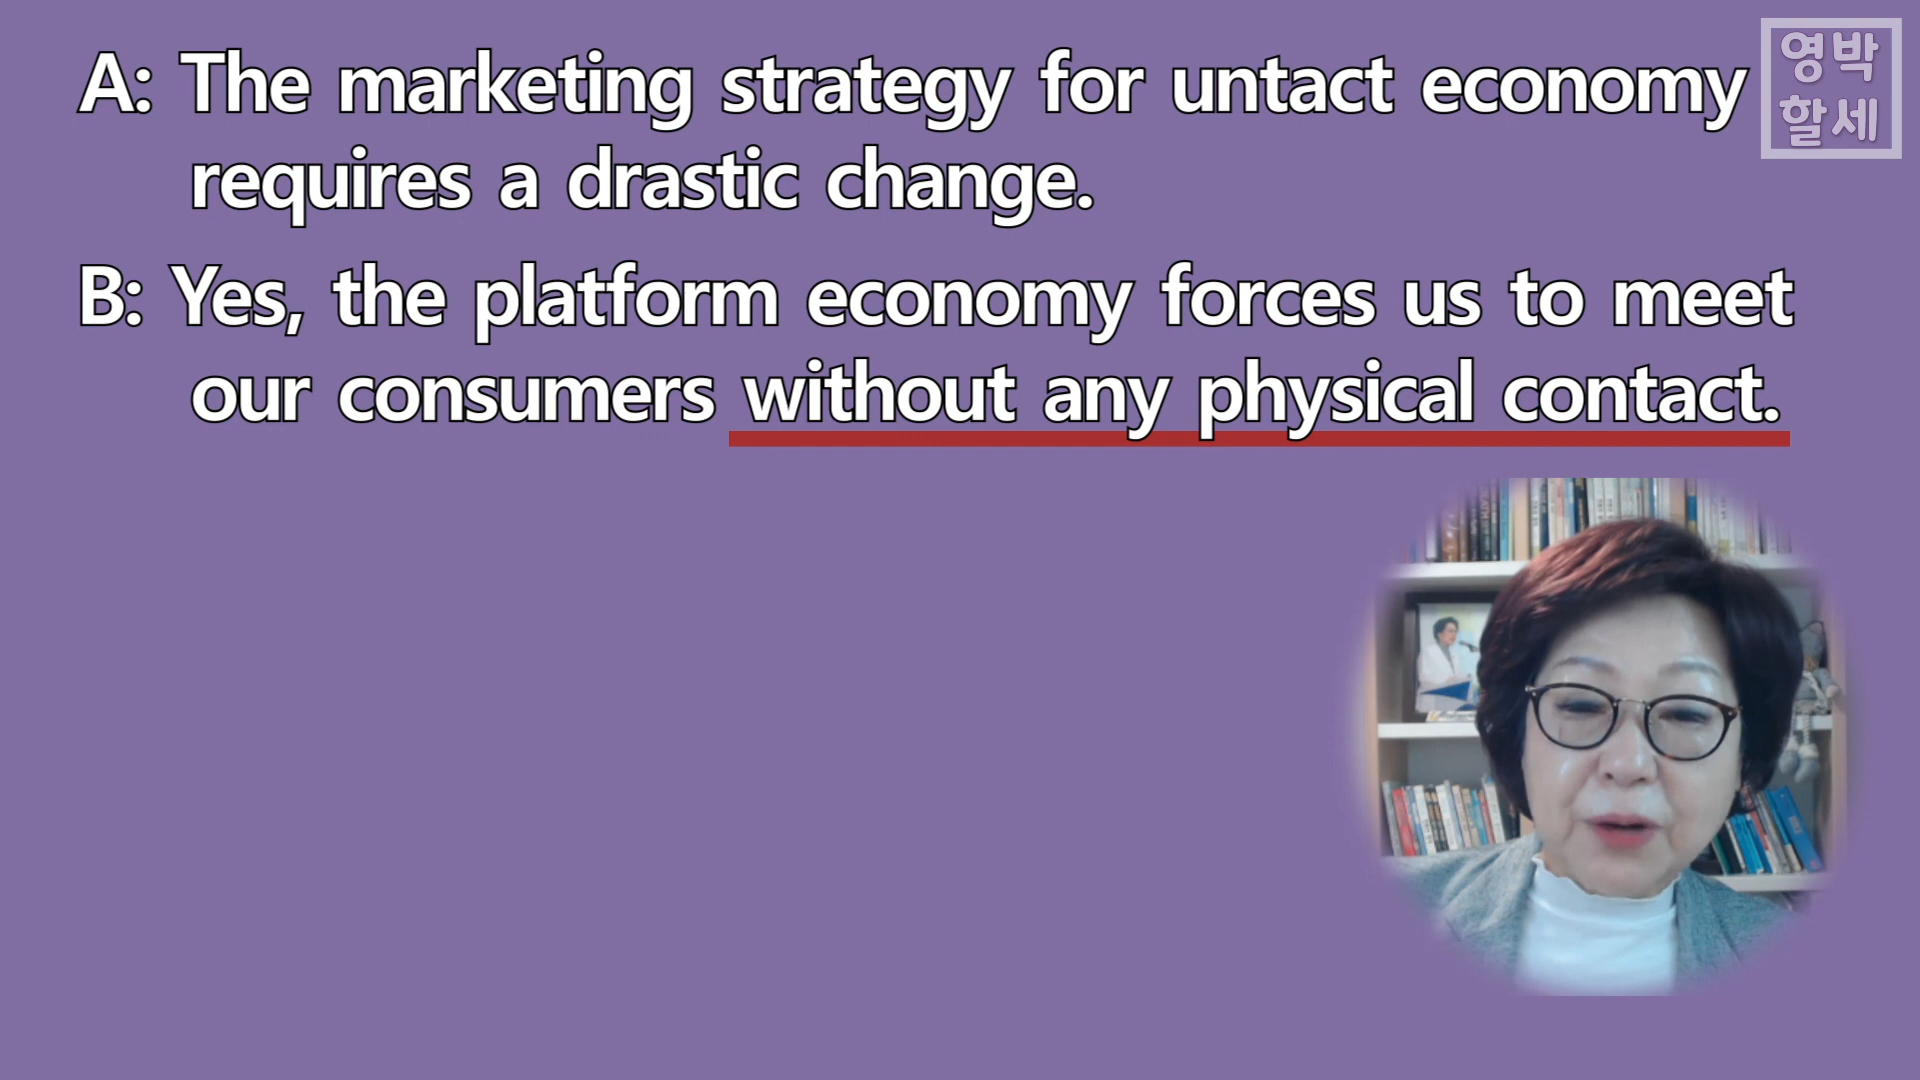 A: The marketing strategy for untact economy
requires a drastic change.
B: Yes, the platform economy forces us to meet
our consumers without any physical contact.
영박
할세